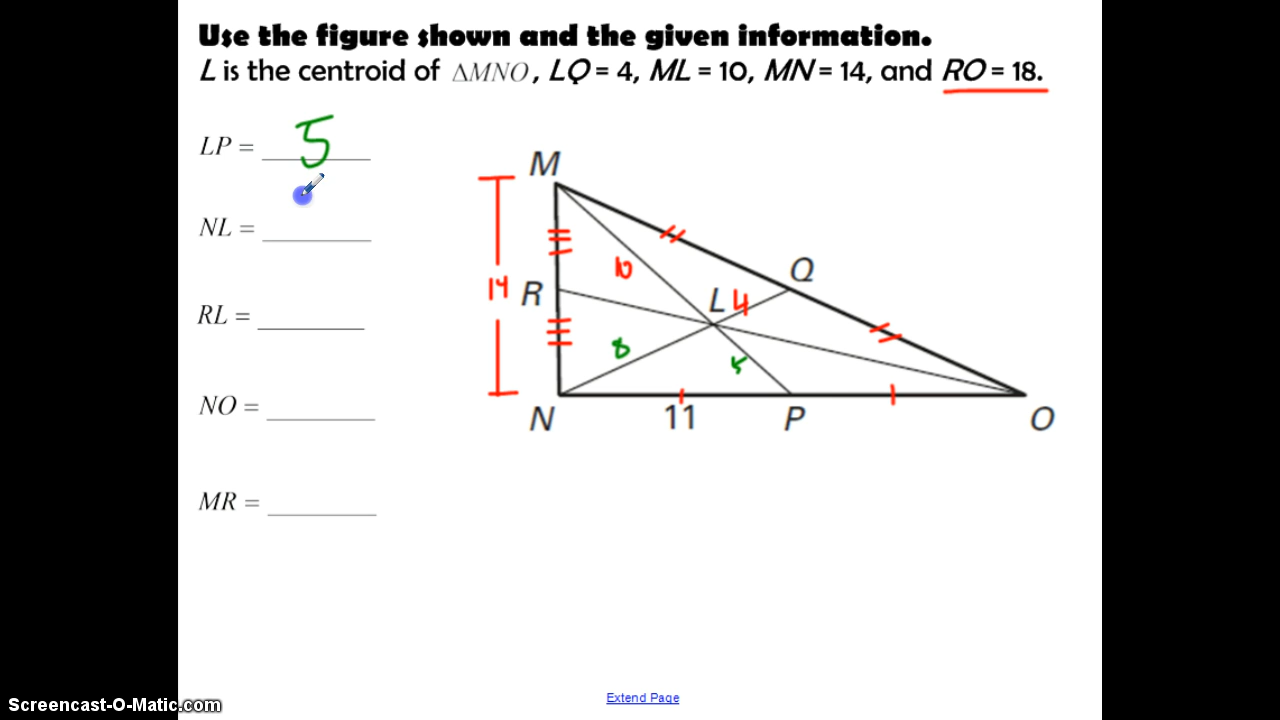 Use the figure shown and the given information.
L is the centroid of ΔMNO, LQ = 4, ML = 10, MN = 14, and RO = 18.
LP = 5
NL =
RL =
NO =
MR =
M
Q
10
L 4
14 R
8
5
N 11 P O
Extend Page
Screencast-O-Matic.com